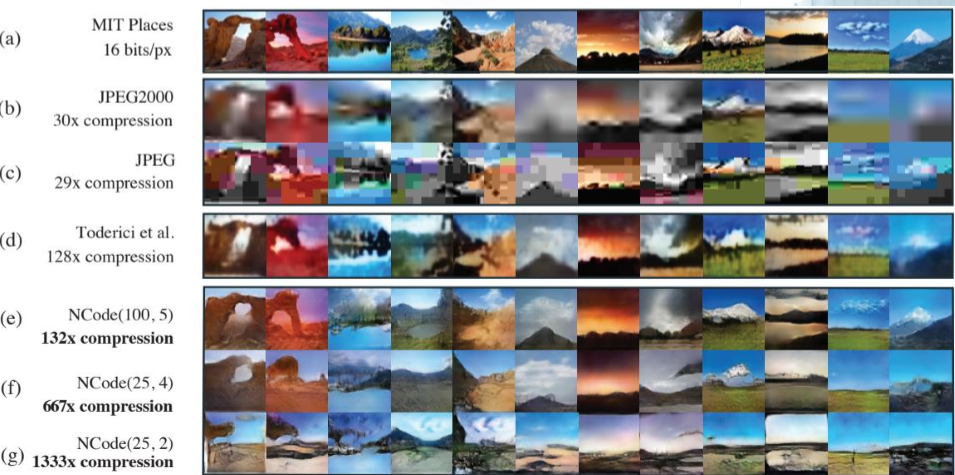 (a) MIT Places
16 bits/px
(b) JPEG2000
30x compression
(c) JPEG
29x compression
(d) Toderici et al.
128x compression
(e) NCode(100, 5)
132x compression
(f) NCode(25, 4)
667x compression
(g) NCode(25, 2)
1333x compression